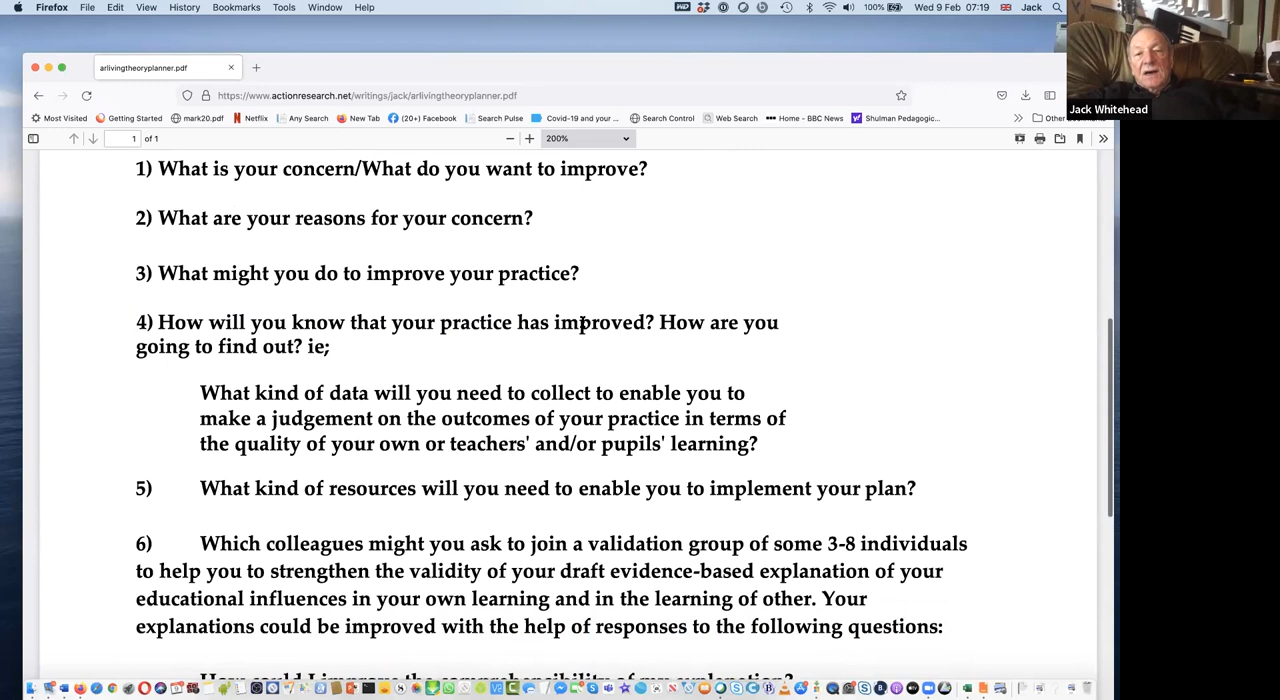 Firefox File Edit View History Bookmarks Tools Window Help 100% Wed 9 Feb 07:19 Jack
arlivingtheoryplanner.pdf
https://www.actionresearch.net/writings/jack/arlivingtheoryplanner.pdf
Jack Whitehead
Most Visited Getting Started mark20.pdf Netflix Any Search New Tab (20+) Facebook Search Pulse Covid-19 and your ... Search Control Web Search Home - BBC News Shulman Pedagogic...
1 of 1 200%
1) What is your concern/What do you want to improve?
2) What are your reasons for your concern?
3) What might you do to improve your practice?
4) How will you know that your practice has improved? How are you
going to find out? ie;
What kind of data will you need to collect to enable you to
make a judgement on the outcomes of your practice in terms of
the quality of your own or teachers' and/or pupils' learning?
5) What kind of resources will you need to enable you to implement your plan?
6) Which colleagues might you ask to join a validation group of some 3-8 individuals
to help you to strengthen the validity of your draft evidence-based explanation of your
educational influences in your own learning and in the learning of other. Your
explanations could be improved with the help of responses to the following questions:
How could I improve the comprehensibility of my explanation?